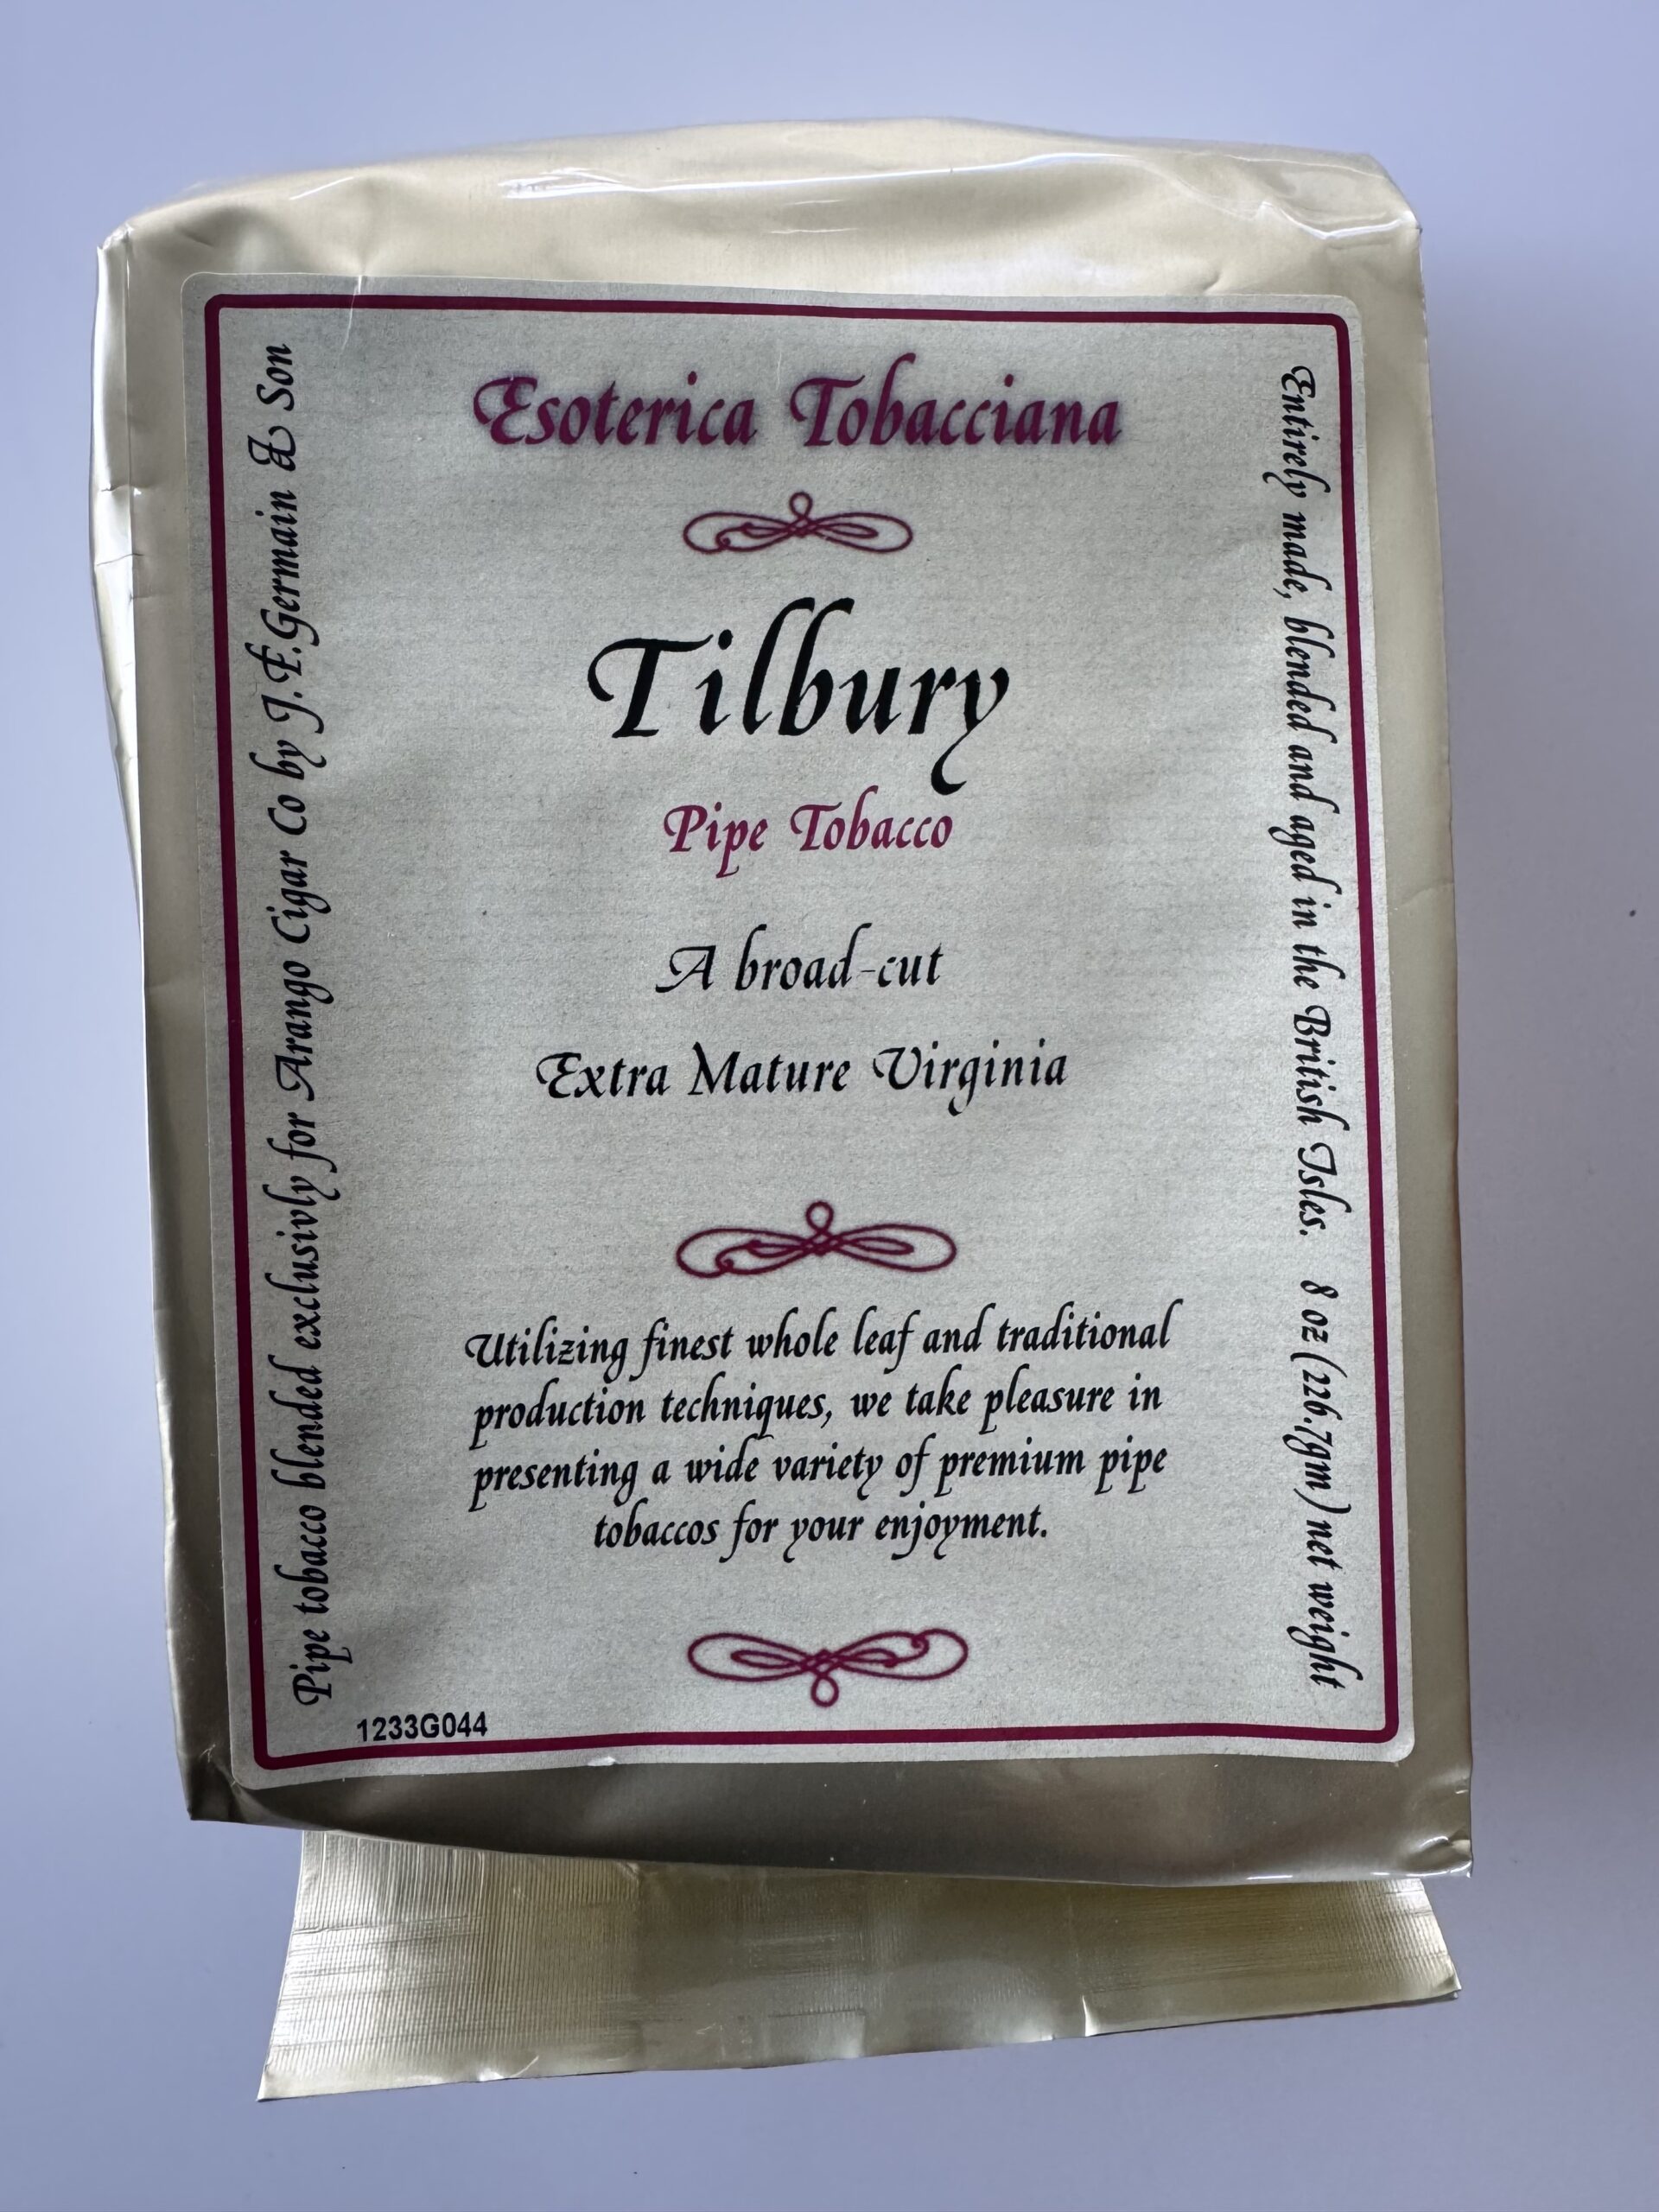 Esoterica Tobacciana
Tilbury
Pipe Tobacco
A broad-cut
Extra Mature Virginia
Utilizing finest whole leaf and traditional
production techniques, we take pleasure in
presenting a wide variety of premium pipe
tobaccos for your enjoyment.
Pipe tobacco blended exclusivly for Arango Cigar Co by J.F.Germain & Son
Entirely made, blended and aged in the British Isles. 8 oz (226.7gm) net weight
1233G044